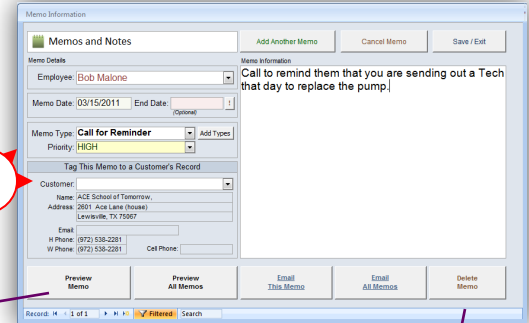 Memo Information
Memos and Notes
Add Another Memo
Cancel Memo
Save / Exit
Memo Details
Memo Information
Employee: Bob Malone
Call to remind them that you are sending out a Tech
that day to replace the pump.
Memo Date: 03/15/2011 End Date: !
(Optional)
Memo Type: Call for Reminder Add Types
Priority: HIGH
Tag This Memo to a Customer's Record
Customer:
Name: ACE School of Tomorrow,
Address: 2601 Ace Lane (house)
Lewisville, TX 75067
Email:
H Phone: (972) 538-2281
W Phone: (972) 538-2281 Cell Phone:
Preview
Memo
Preview
All Memos
Email
This Memo
Email
All Memos
Delete
Memo
Record: 1 of 1 Filtered Search